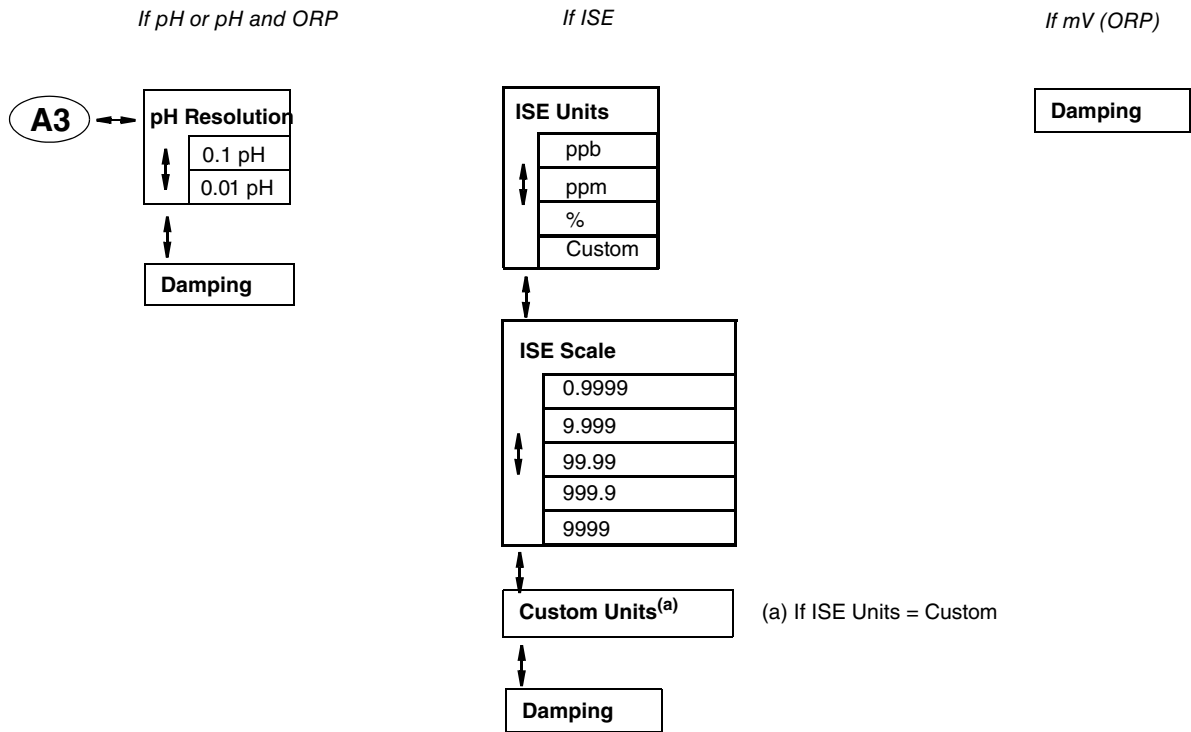 If pH or pH and ORP
If ISE
If mV (ORP)
A3
pH Resolution
0.1 pH
0.01 pH
Damping
ISE Units
ppb
ppm
%
Custom
ISE Scale
0.9999
9.999
99.99
999.9
9999
Custom Units(a)
(a) If ISE Units = Custom
Damping
Damping